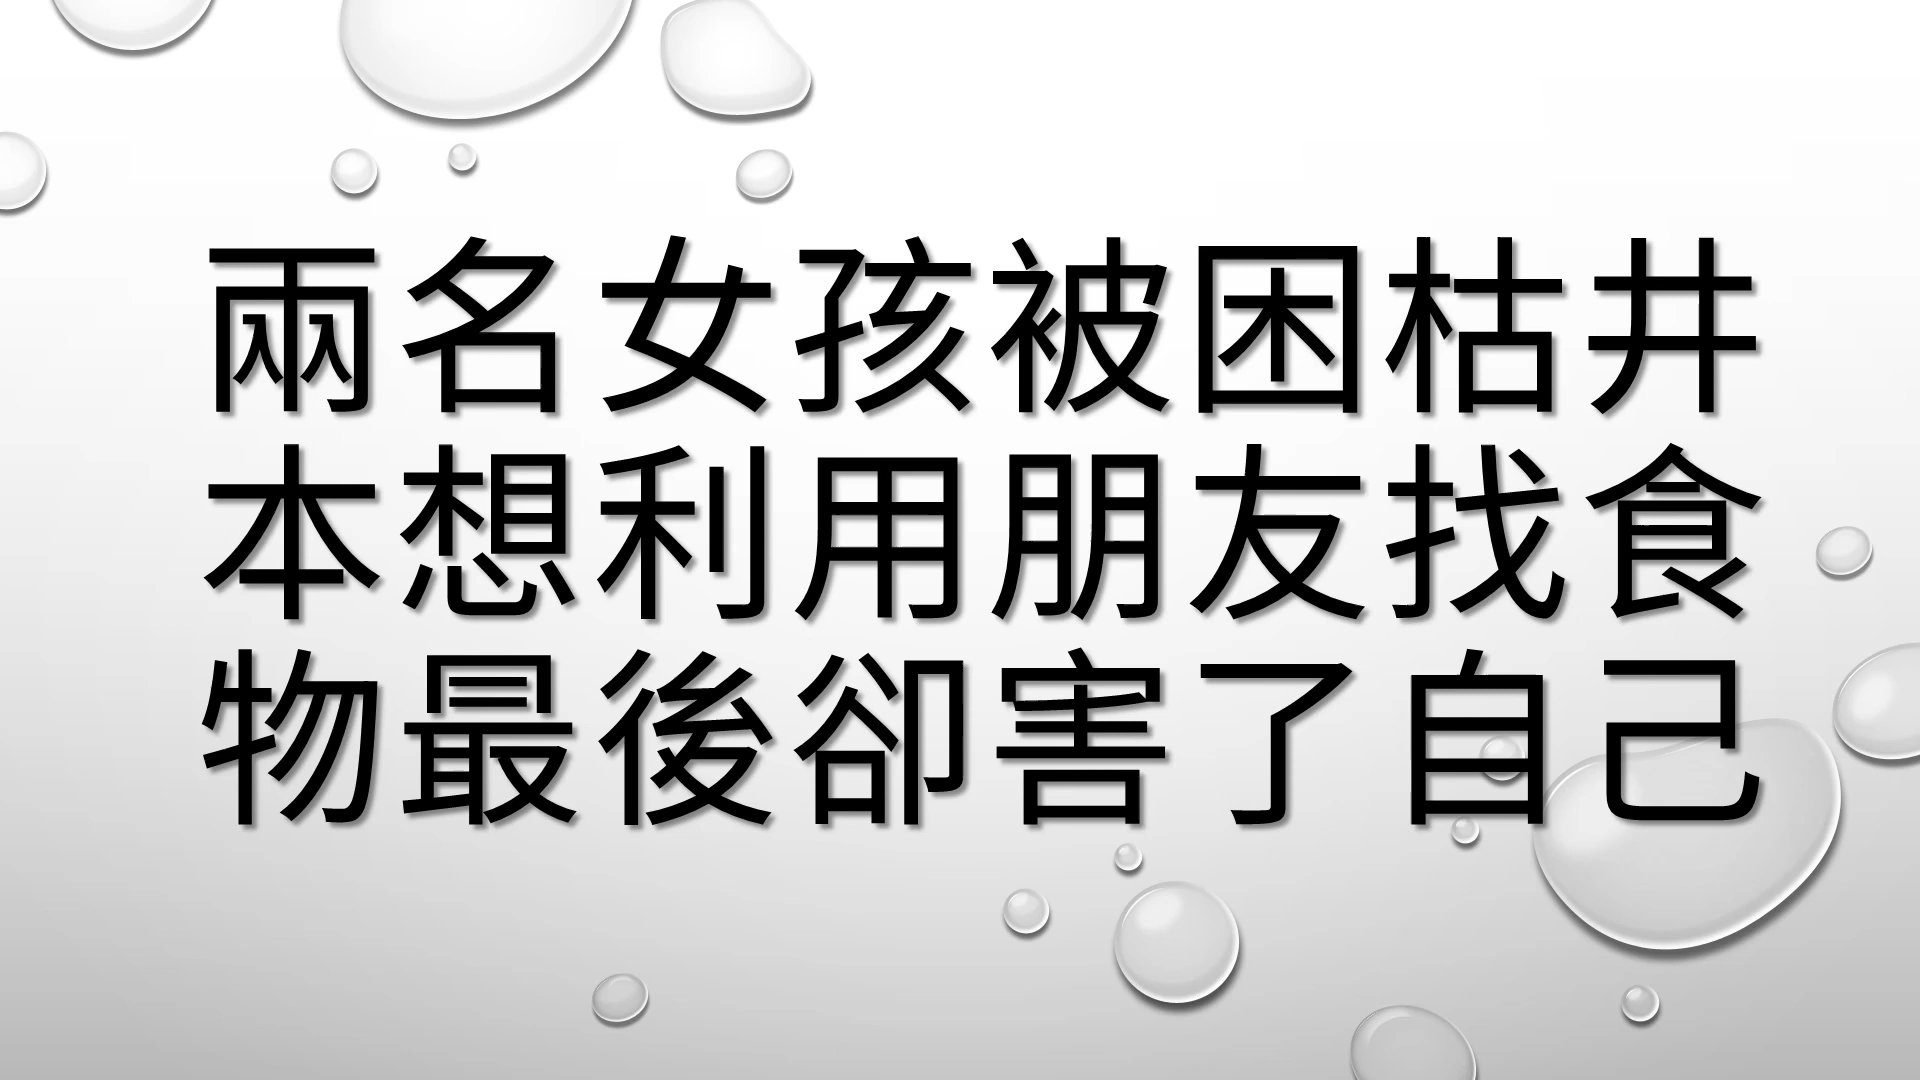 兩名女孩被困枯井
本想利用朋友找食
物最後卻害了自己